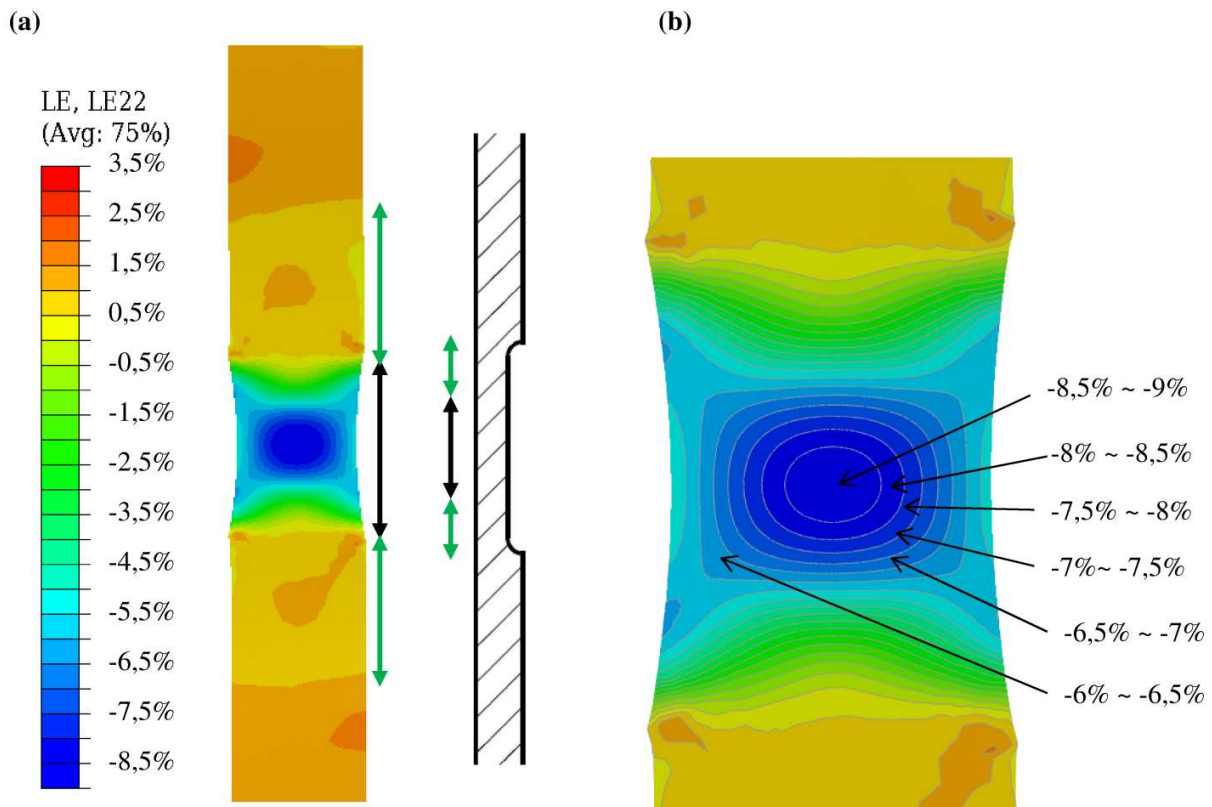 (a)
(b)
LE, LE22
(Avg: 75%)
3,5%
2,5%
1,5%
0,5%
-0,5%
-1,5%
-2,5%
-3,5%
-4,5%
-5,5%
-6,5%
-7,5%
-8,5%
-8,5% ~ -9%
-8% ~ -8,5%
-7,5% ~ -8%
-7%~ -7,5%
-6,5% ~ -7%
-6% ~ -6,5%